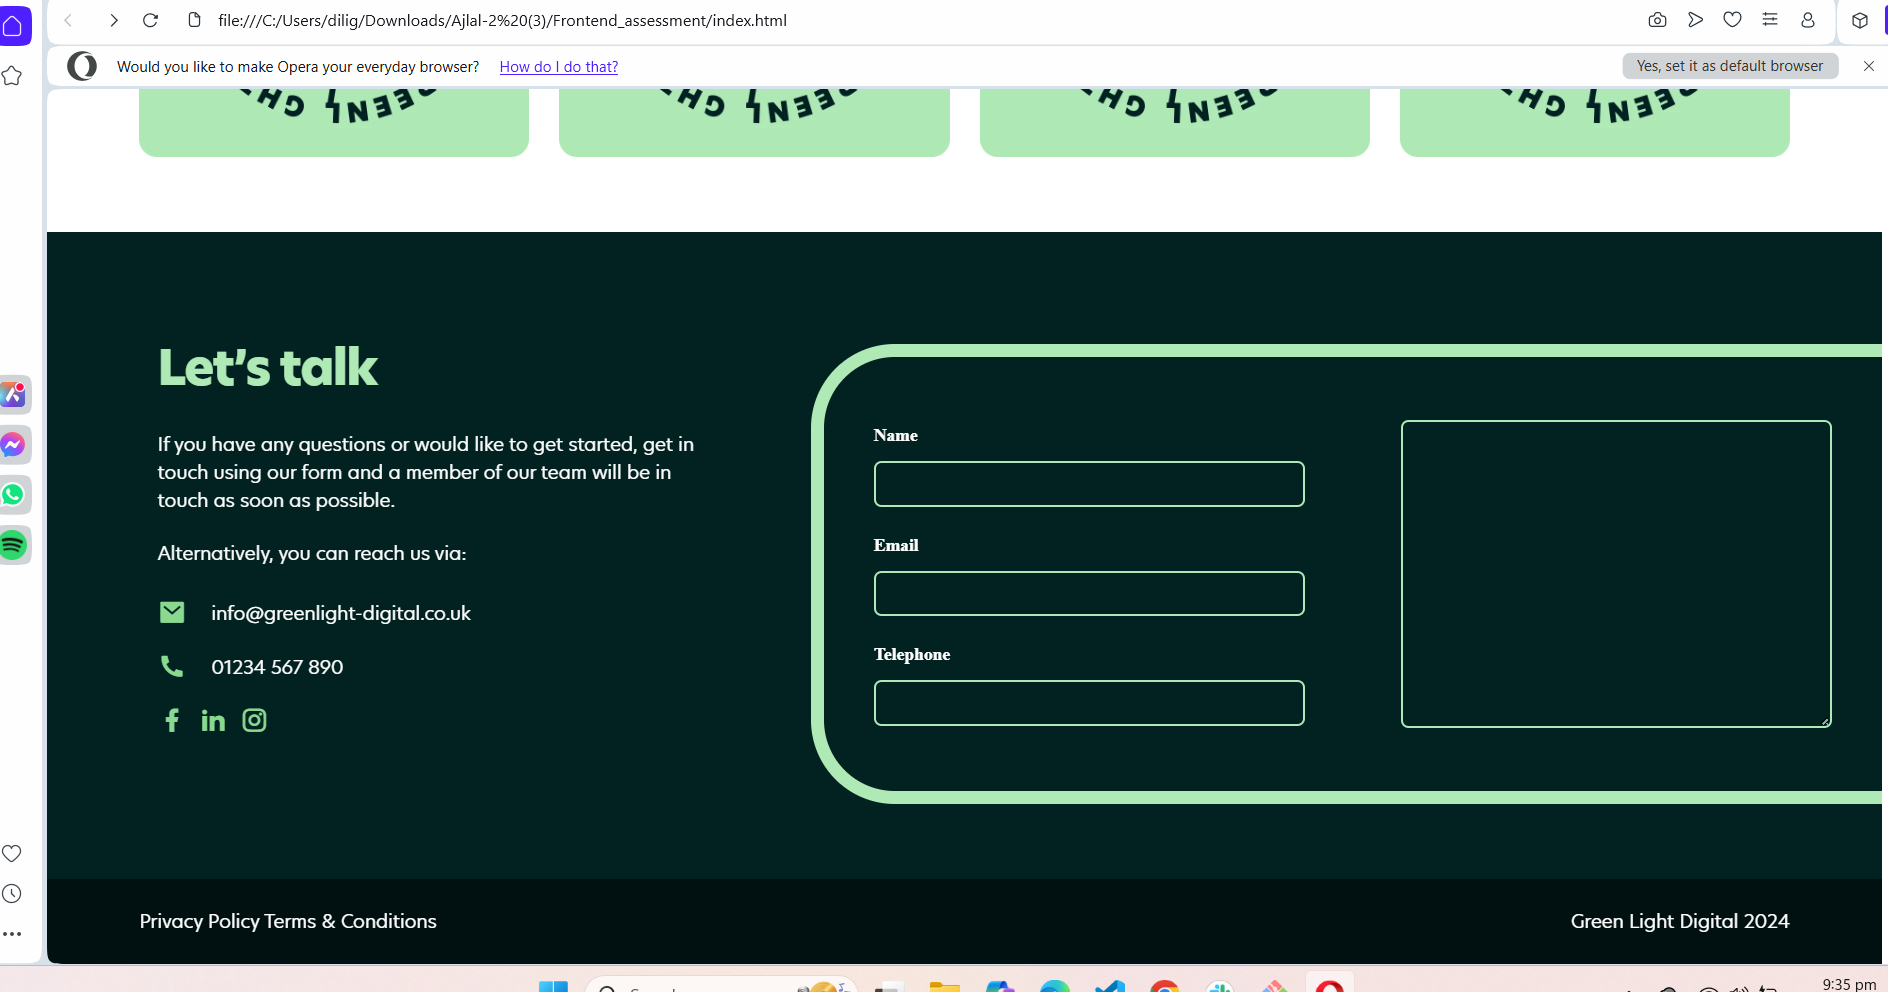 file:///C:/Users/dilig/Downloads/Ajlal-2%20(3)/Frontend_assessment/index.html
Would you like to make Opera your everyday browser? How do I do that? Yes, set it as default browser
Let's talk
If you have any questions or would like to get started, get in
touch using our form and a member of our team will be in
touch as soon as possible.
Alternatively, you can reach us via:
info@greenlight-digital.co.uk
01234 567 890
Name
Email
Telephone
Privacy Policy Terms & Conditions
Green Light Digital 2024
9:35 pm